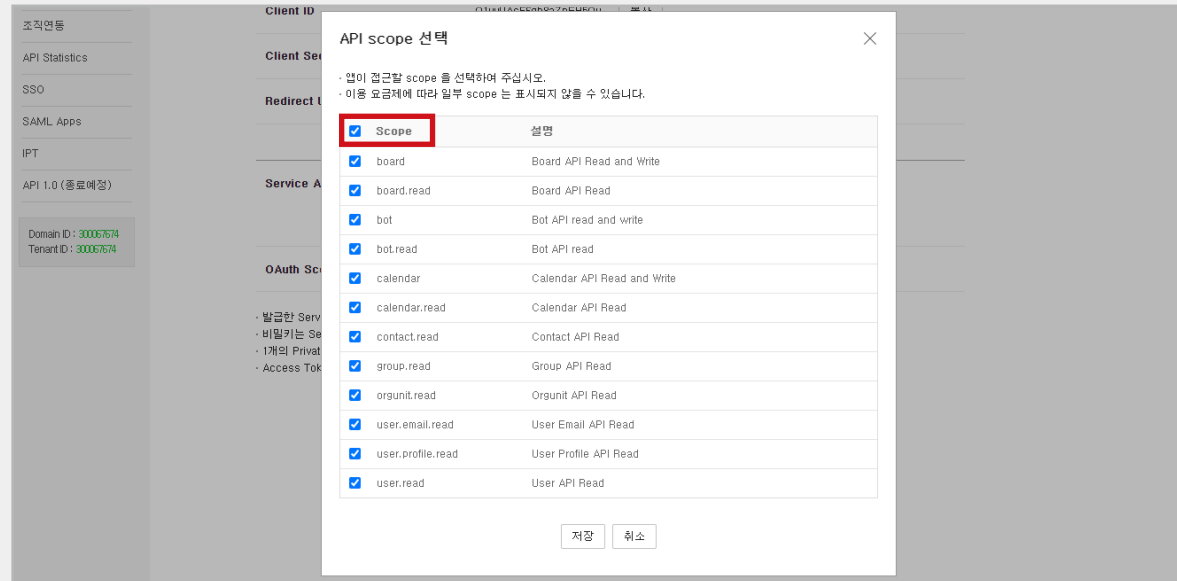 조직연동
API Statistics
SSO
SAML Apps
IPT
API 1.0 (종료예정)
Domain ID : 300067674
Tenant ID : 300067674
Client ID
Client Sec
Redirect U
Service A
OAuth Sco
· 발급한 Serv
· 비밀키는 Se
· 1개의 Privat
· Access Tok
API scope 선택
· 앱이 접근할 scope 을 선택하여 주십시오.
· 이용 요금제에 따라 일부 scope 는 표시되지 않을 수 있습니다.
Scope 설명
board Board API Read and Write
board.read Board API Read
bot Bot API read and write
bot.read Bot API read
calendar Calendar API Read and Write
calendar.read Calendar API Read
contact.read Contact API Read
group.read Group API Read
orgunit.read Orgunit API Read
user.email.read User Email API Read
user.profile.read User Profile API Read
user.read User API Read
저장 취소